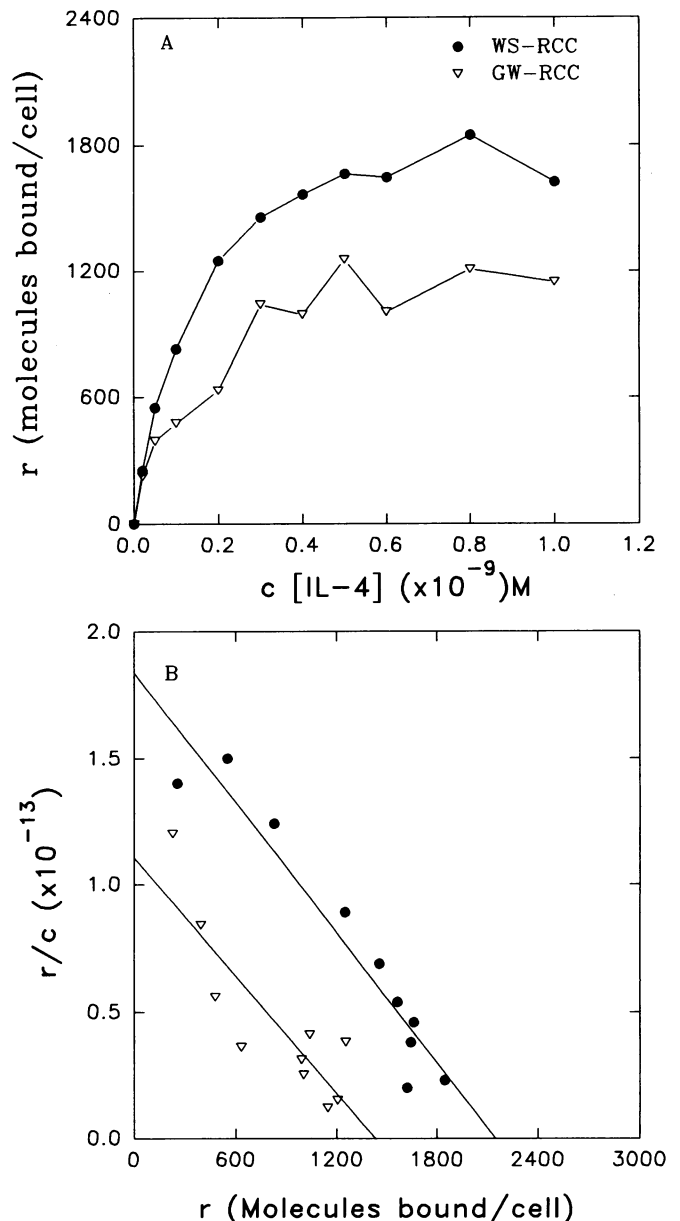 2400
A
WS-RCC
GW-RCC
1800
1200
600
0
r (molecules bound/cell)
0.0 0.2 0.4 0.6 0.8 1.0 1.2
c [IL-4] (x10^-9)M
2.0
B
1.5
1.0
0.5
0.0
r/c (x10^-13)
0 600 1200 1800 2400 3000
r (Molecules bound/cell)